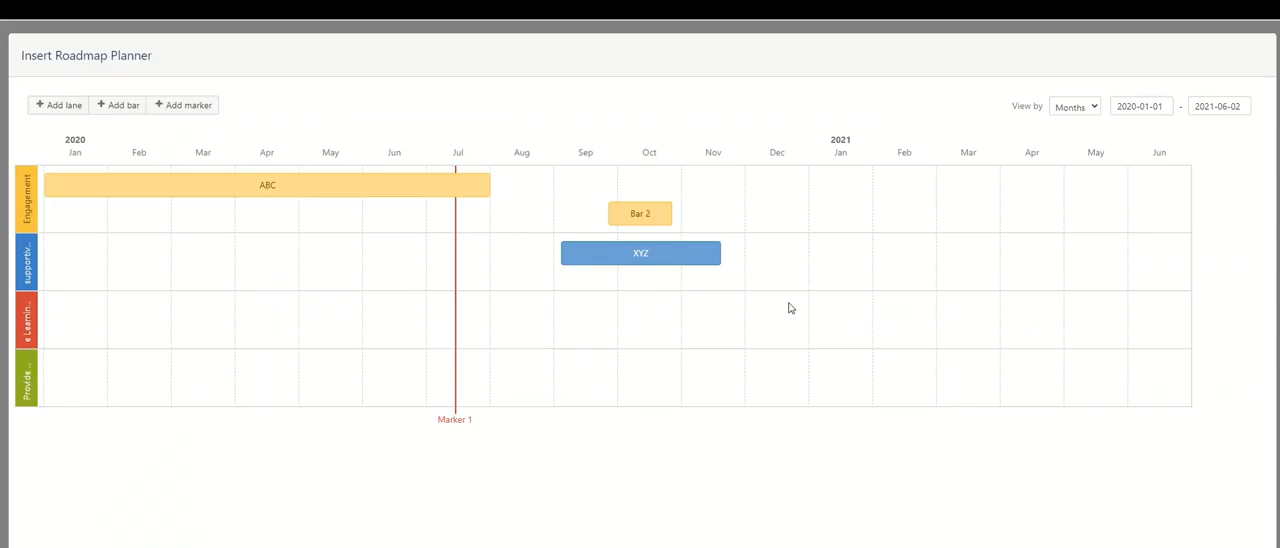 Insert Roadmap Planner
+ Add lane + Add bar + Add marker View by Months 2020-01-01 - 2021-06-02
2020 2021
Jan Feb Mar Apr May Jun Jul Aug Sep Oct Nov Dec Jan Feb Mar Apr May Jun
Engagement
ABC
Bar 2
supportiv...
XYZ
e Learnin...
Provide ...
Marker 1